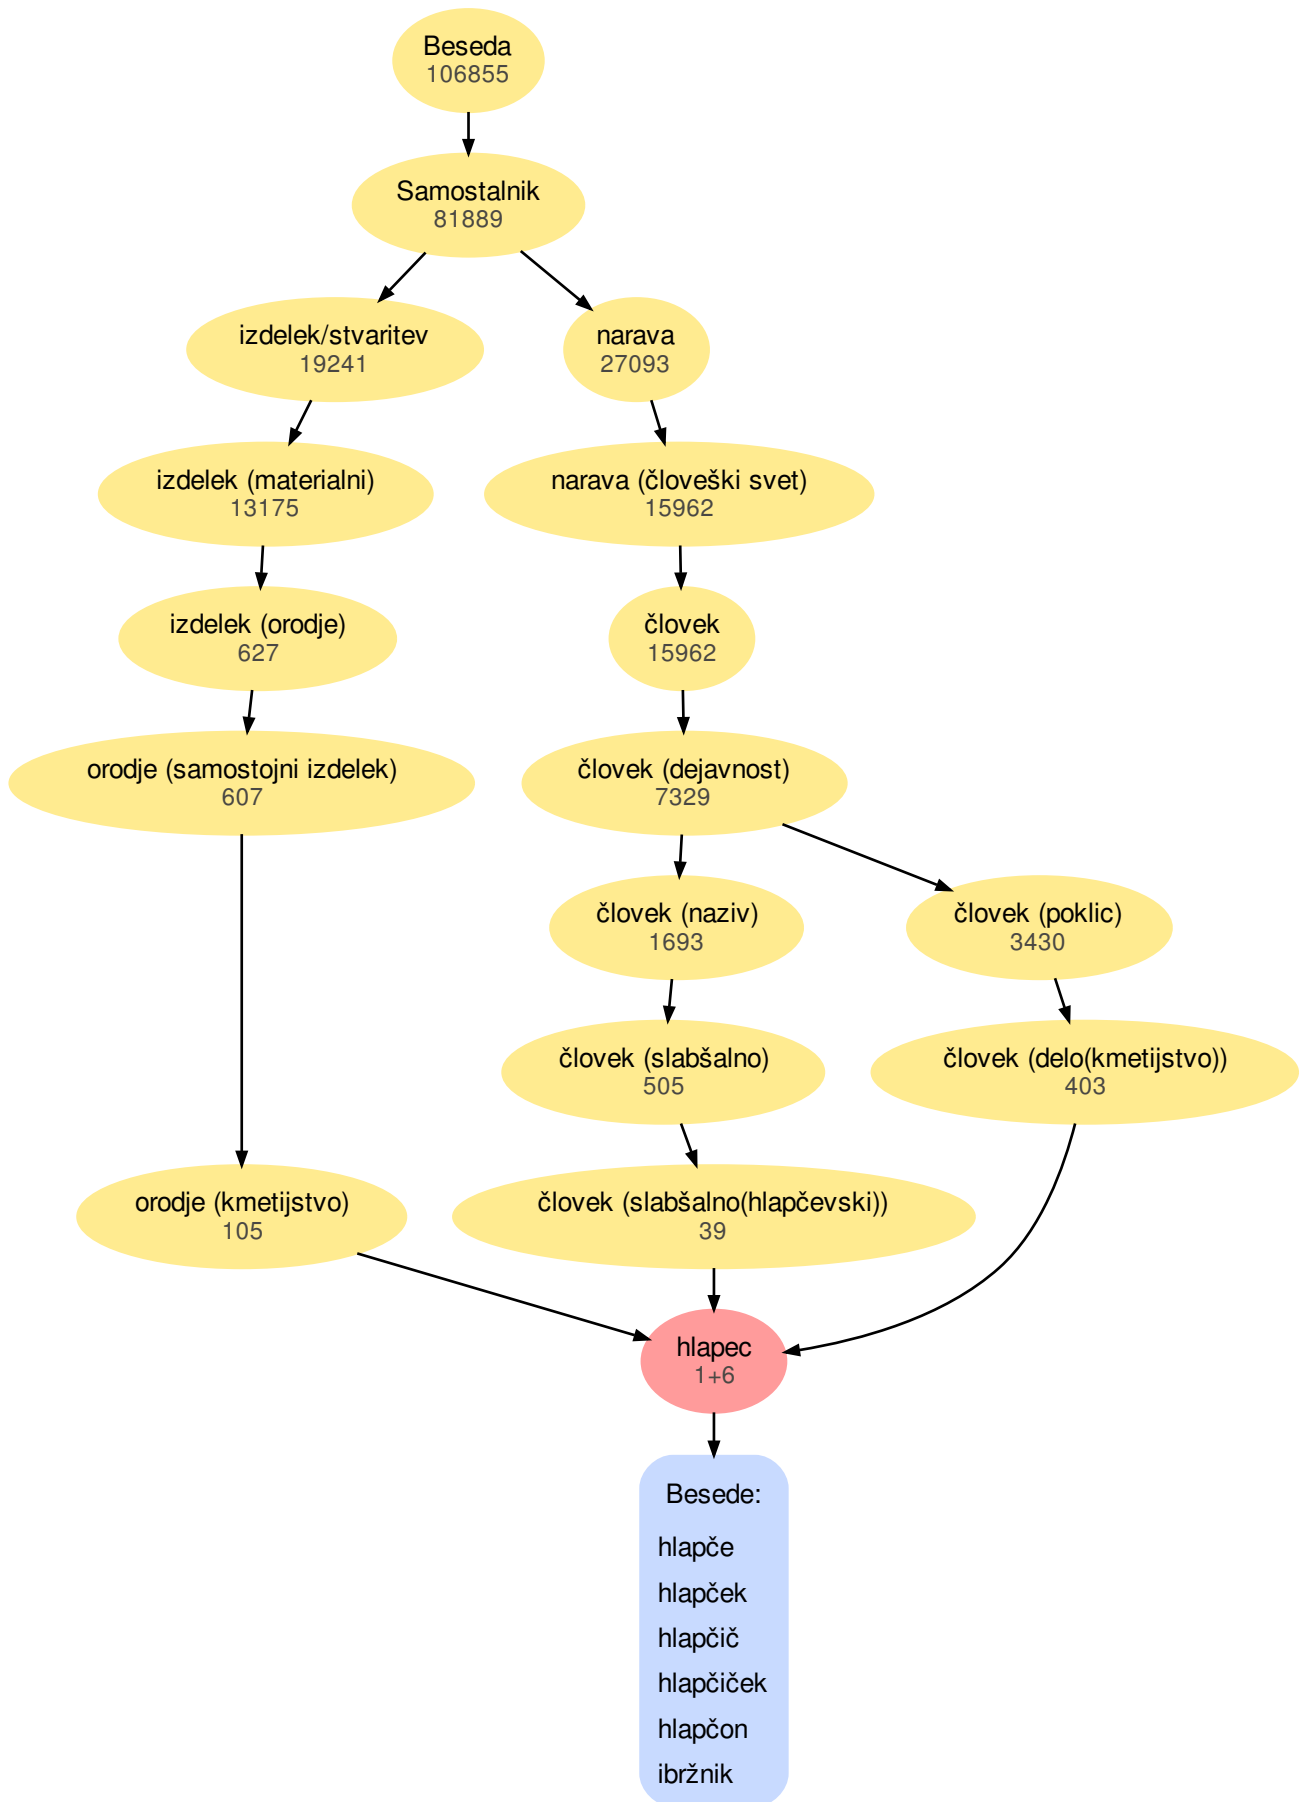 Beseda
106855
Samostalnik
81889
izdelek/stvaritev
19241
narava
27093
izdelek (materialni)
13175
narava (človeški svet)
15962
izdelek (orodje)
627
človek
15962
orodje (samostojni izdelek)
607
človek (dejavnost)
7329
človek (naziv)
1693
človek (poklic)
3430
človek (slabšalno)
505
človek (delo(kmetijstvo))
403
orodje (kmetijstvo)
105
človek (slabšalno(hlapčevski))
39
hlapec
1+6
Besede:
hlapče
hlapček
hlapčič
hlapčiček
hlapčon
ibržnik